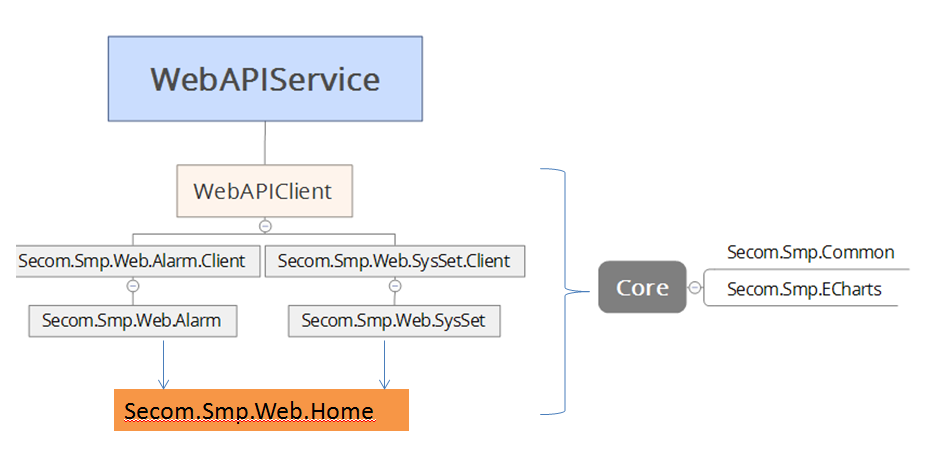 WebAPIService
WebAPIClient
Secom.Smp.Web.Alarm.Client
Secom.Smp.Web.SysSet.Client
Secom.Smp.Web.Alarm
Secom.Smp.Web.SysSet
Secom.Smp.Web.Home
Core
Secom.Smp.Common
Secom.Smp.ECharts